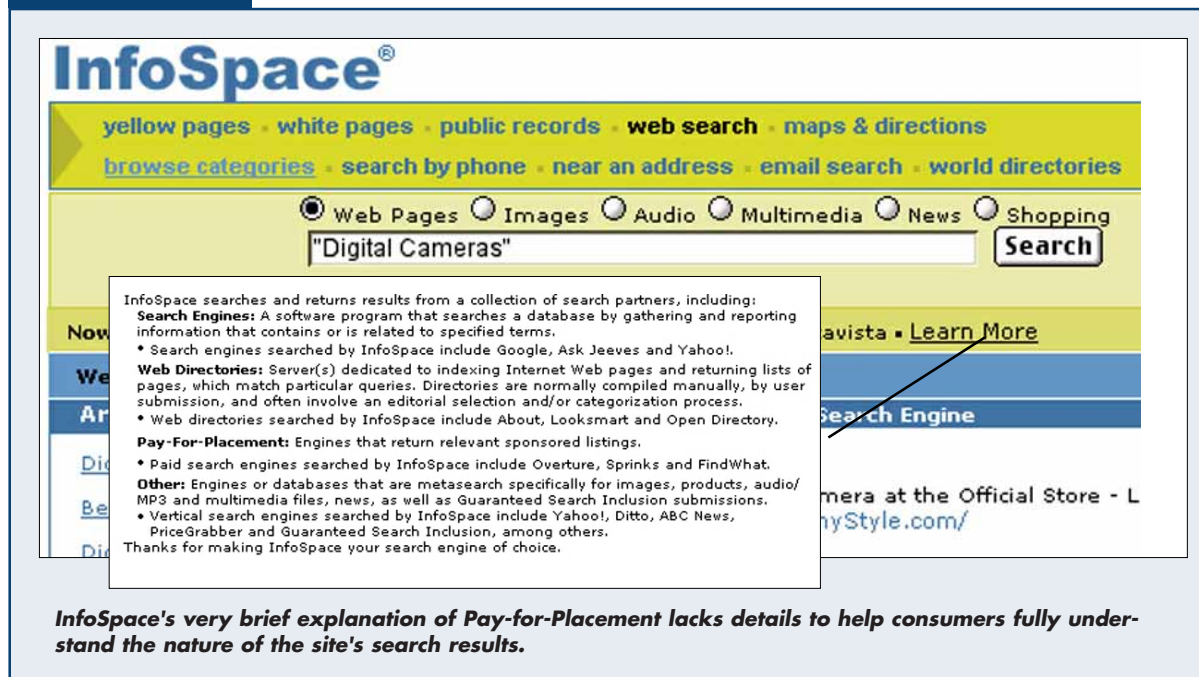 InfoSpace®
yellow pages - white pages - public records - web search - maps & directions
browse categories - search by phone - near an address - email search - world directories
Web Pages Images Audio Multimedia News Shopping
"Digital Cameras" Search
InfoSpace searches and returns results from a collection of search partners, including:
Search Engines: A software program that searches a database by gathering and reporting
information that contains or is related to specified terms.
• Search engines searched by InfoSpace include Google, Ask Jeeves and Yahoo!.
Web Directories: Server(s) dedicated to indexing Internet Web pages and returning lists of
pages, which match particular queries. Directories are normally compiled manually, by user
submission, and often involve an editorial selection and/or categorization process.
• Web directories searched by InfoSpace include About, Looksmart and Open Directory.
Pay-For-Placement: Engines that return relevant sponsored listings.
• Paid search engines searched by InfoSpace include Overture, Sprinks and FindWhat.
Other: Engines or databases that are metasearch specifically for images, products, audio/
MP3 and multimedia files, news, as well as Guaranteed Search Inclusion submissions.
• Vertical search engines searched by InfoSpace include Yahoo!, Ditto, ABC News,
PriceGrabber and Guaranteed Search Inclusion, among others.
Thanks for making InfoSpace your search engine of choice.
Now avista ▪ Learn More
We
Ar Search Engine
Dig
Be mera at the Official Store - L
nyStyle.com/
Dig
InfoSpace's very brief explanation of Pay-for-Placement lacks details to help consumers fully under-
stand the nature of the site's search results.